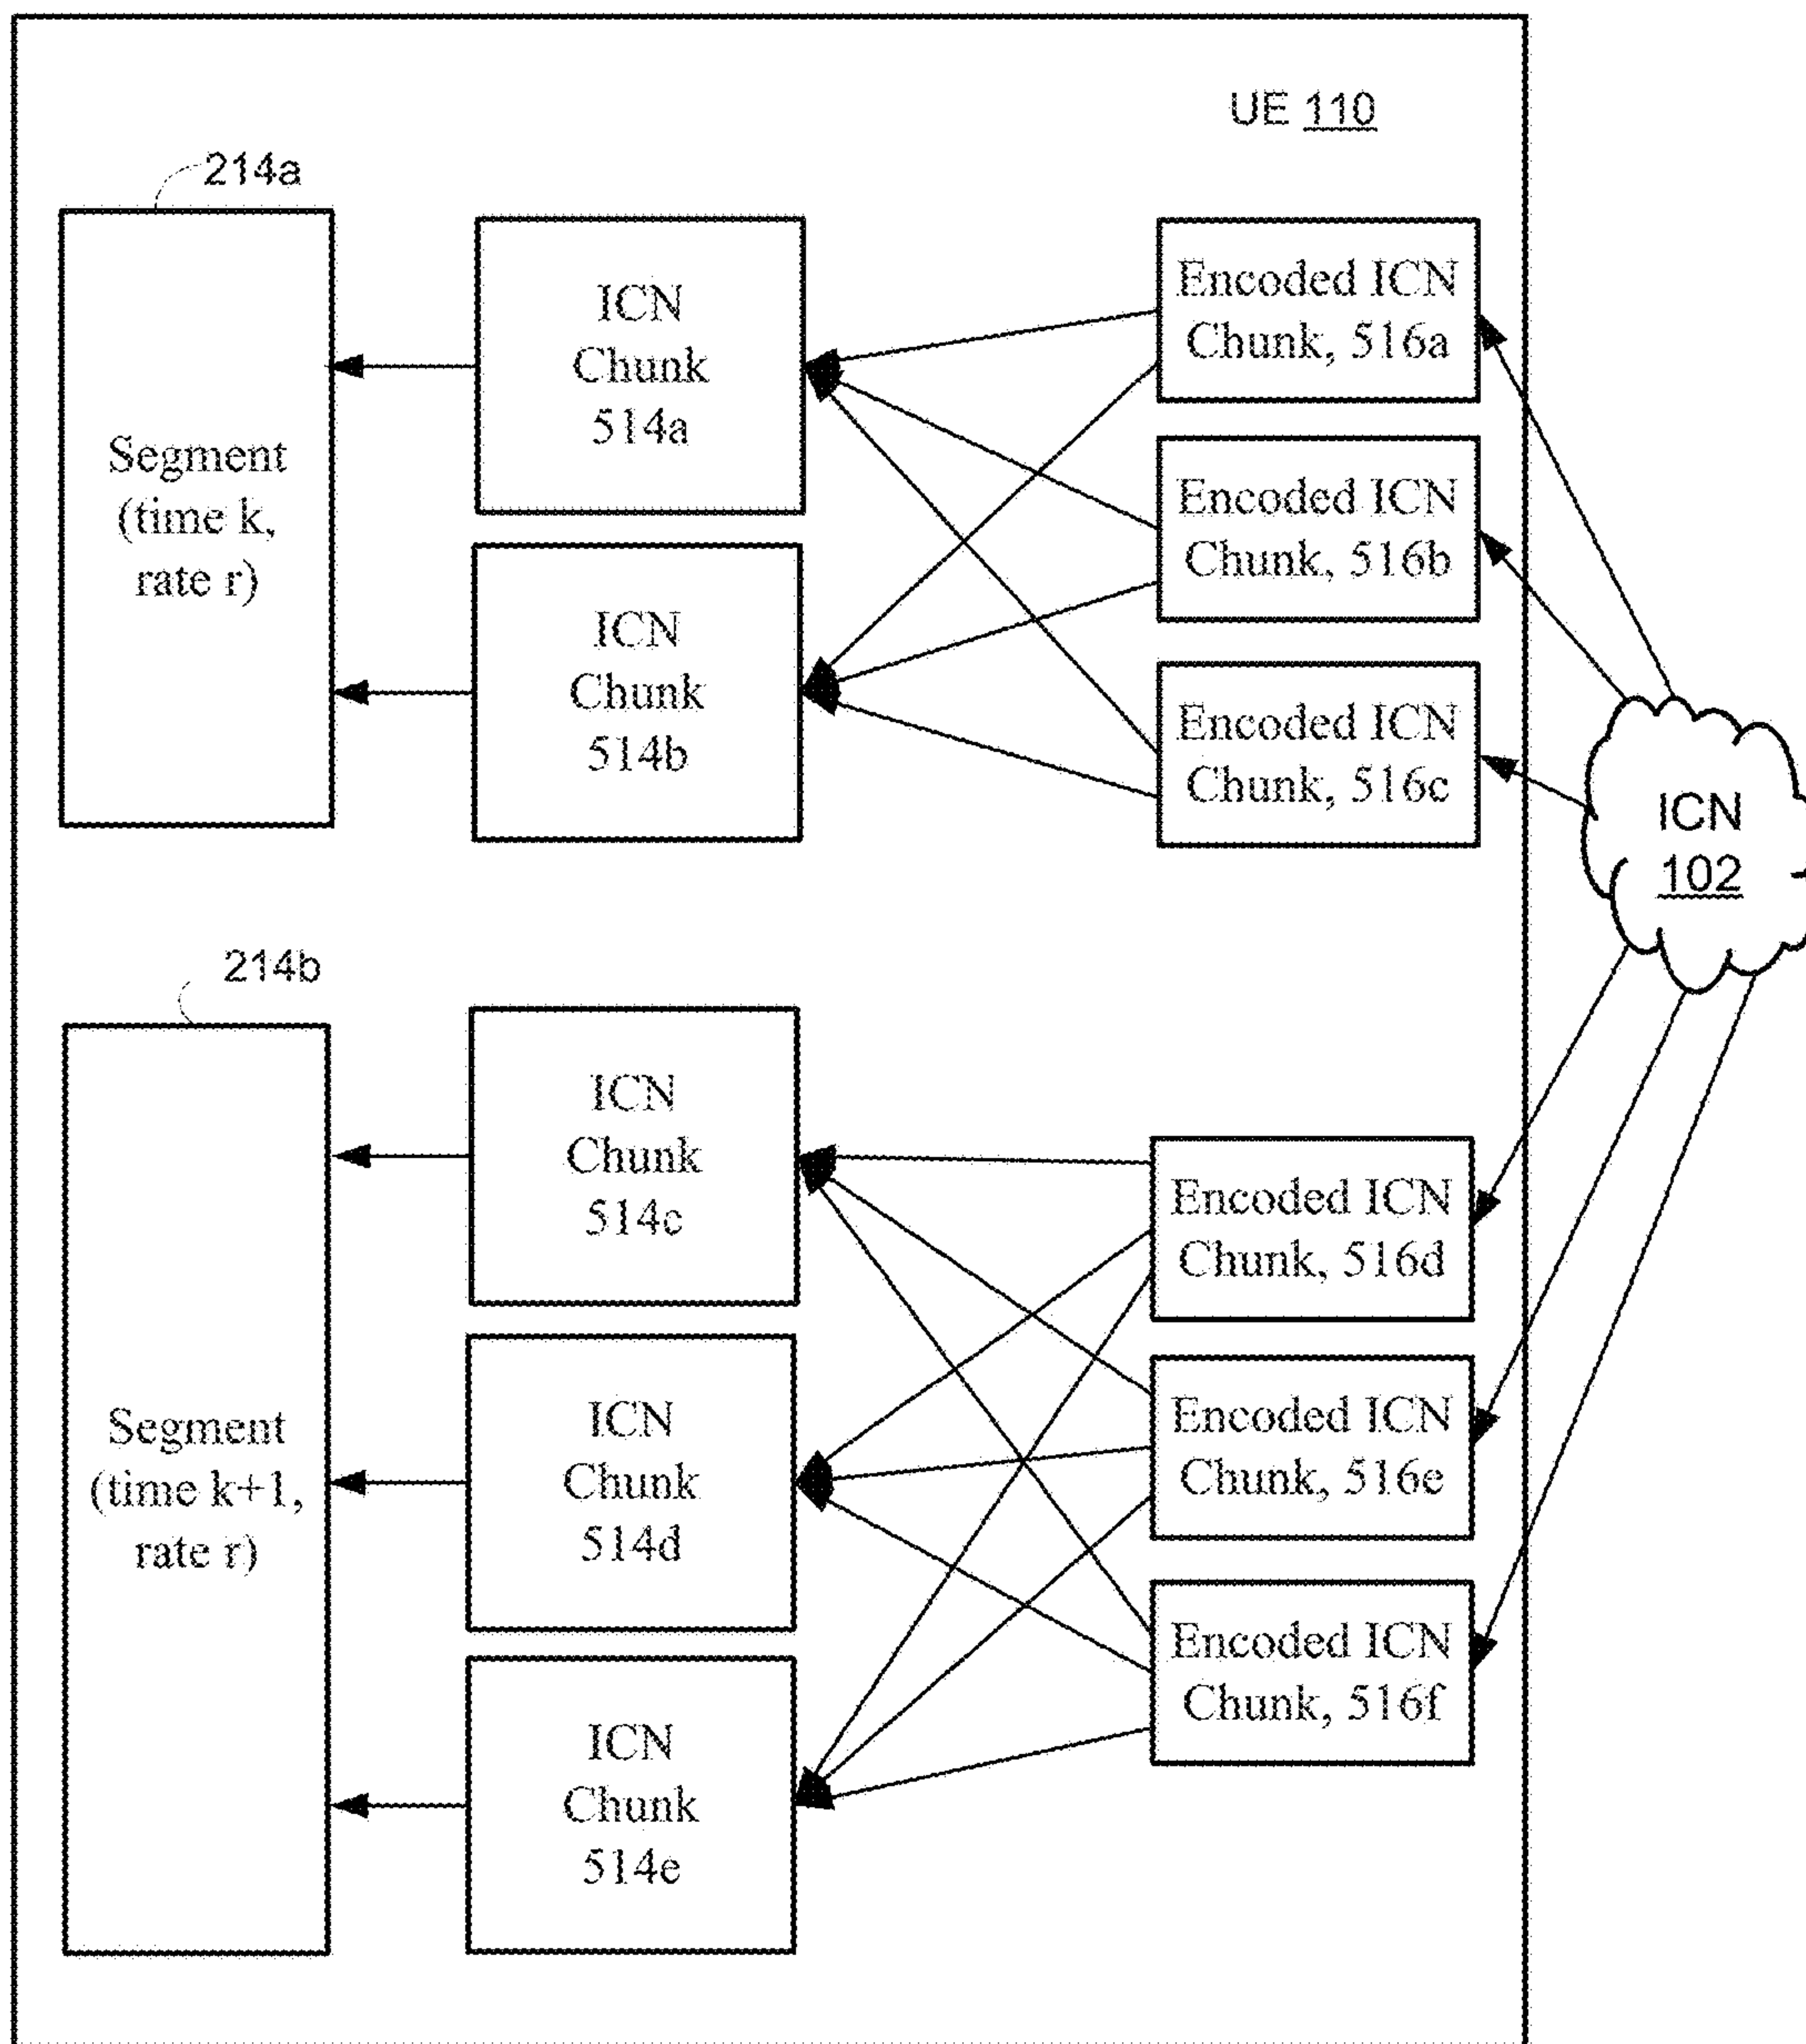 UE 110
214a
Segment
(time k,
rate r)
ICN
Chunk
514a
ICN
Chunk
514b
Encoded ICN
Chunk, 516a
Encoded ICN
Chunk, 516b
Encoded ICN
Chunk, 516c
ICN
102
214b
Segment
(time k+1,
rate r)
ICN
Chunk
514c
ICN
Chunk
514d
ICN
Chunk
514e
Encoded ICN
Chunk, 516d
Encoded ICN
Chunk, 516e
Encoded ICN
Chunk, 516f